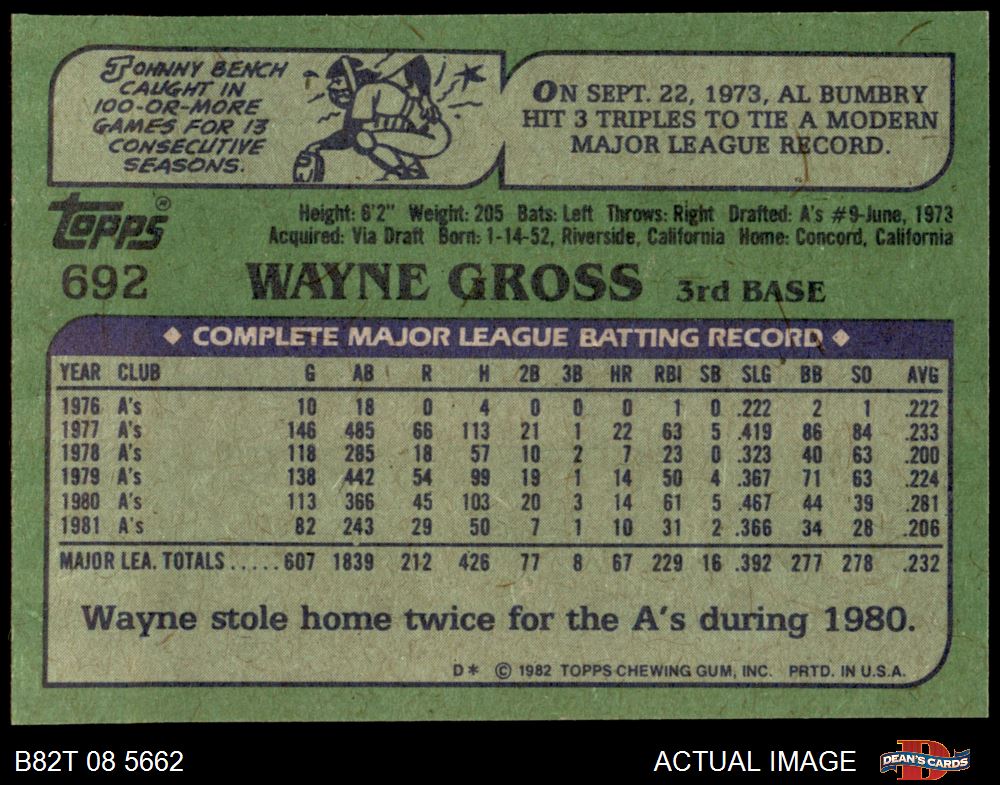 JOHNNY BENCH
CAUGHT IN
100-OR-MORE
GAMES FOR 13
CONSECUTIVE
SEASONS.
ON SEPT. 22, 1973, AL BUMBRY
HIT 3 TRIPLES TO TIE A MODERN
MAJOR LEAGUE RECORD.
Topps®
Height: 6'2" Weight: 205 Bats: Left Throws: Right Drafted: A's #9-June, 1973
Acquired: Via Draft Born: 1-14-52, Riverside, California Home: Concord, California
692 WAYNE GROSS 3rd BASE
◆ COMPLETE MAJOR LEAGUE BATTING RECORD ◆
YEAR CLUB G AB R H 2B 3B HR RBI SB SLG BB SO AVG
1976 A's 10 18 0 4 0 0 0 1 0 .222 2 1 .222
1977 A's 146 485 66 113 21 1 22 63 5 .419 86 84 .233
1978 A's 118 285 18 57 10 2 7 23 0 .323 40 63 .200
1979 A's 138 442 54 99 19 1 14 50 4 .367 71 63 .224
1980 A's 113 366 45 103 20 3 14 61 5 .467 44 39 .281
1981 A's 82 243 29 50 7 1 10 31 2 .366 34 28 .206
MAJOR LEA. TOTALS.....607 1839 212 426 77 8 67 229 16 .392 277 278 .232
Wayne stole home twice for the A's during 1980.
D* © 1982 TOPPS CHEWING GUM, INC. PRTD. IN U.S.A.
B82T 08 5662 ACTUAL IMAGE D DEAN'S CARDS